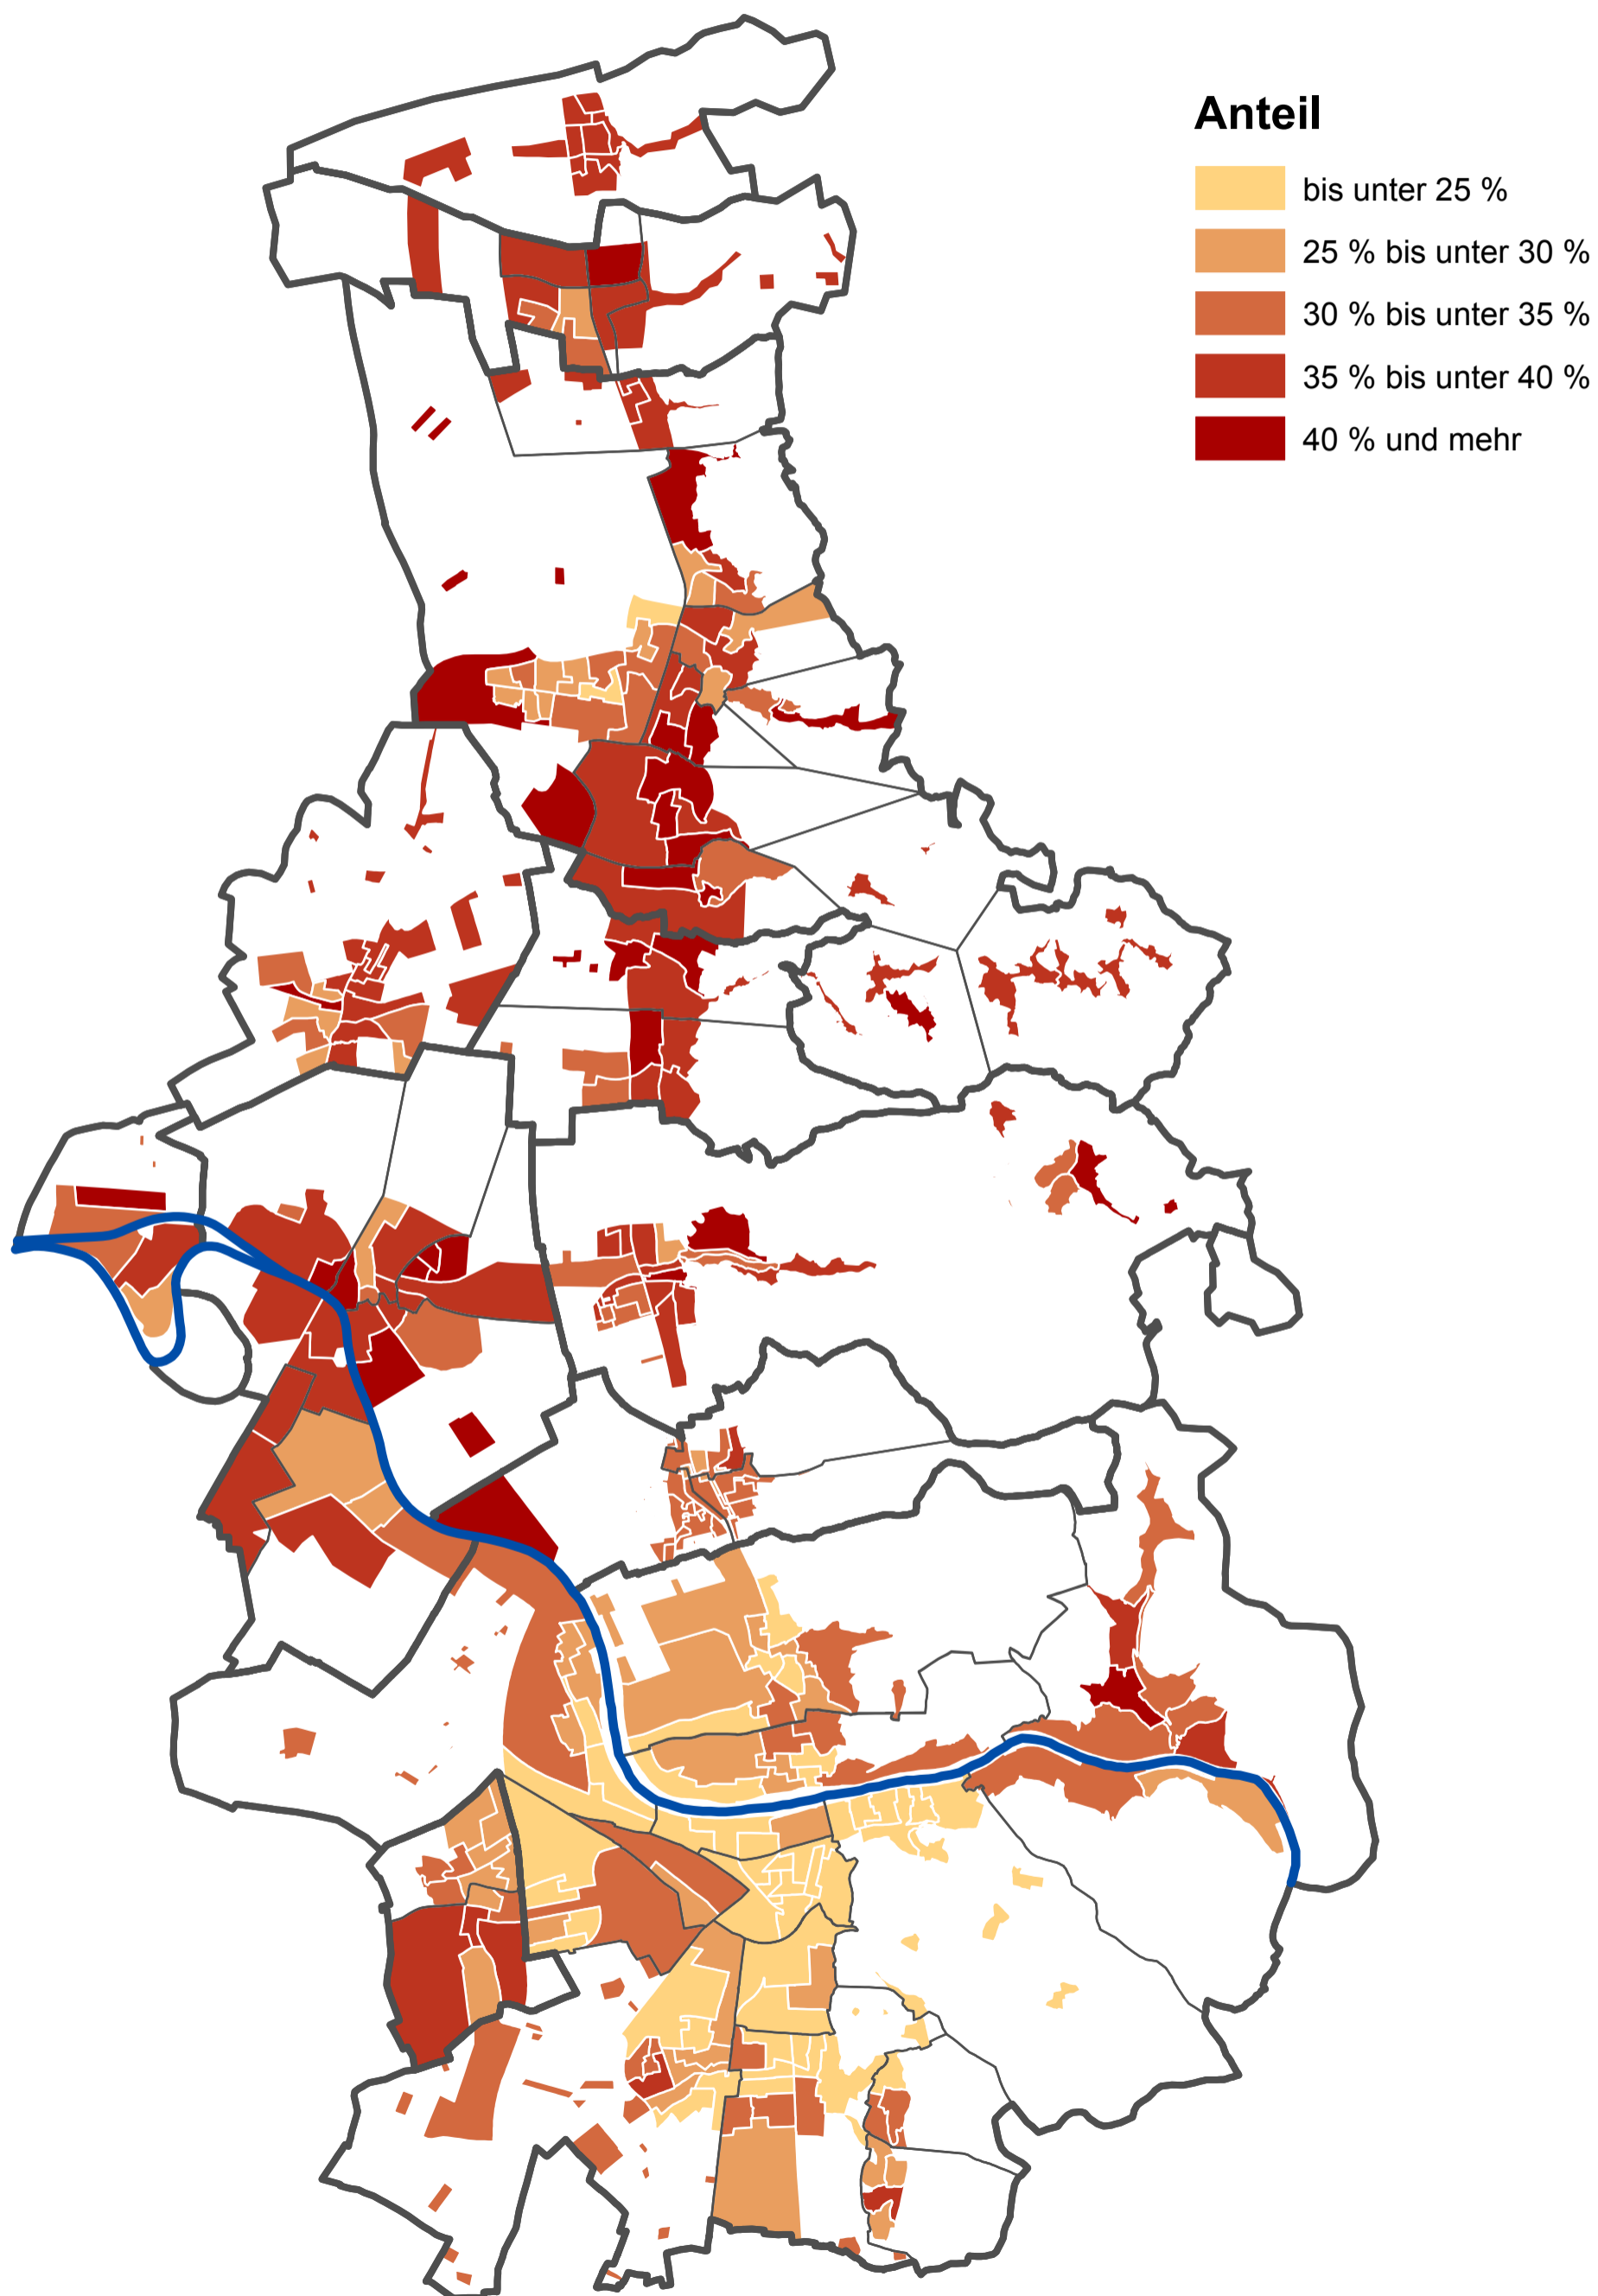 Anteil
bis unter 25 %
25 % bis unter 30 %
30 % bis unter 35 %
35 % bis unter 40 %
40 % und mehr